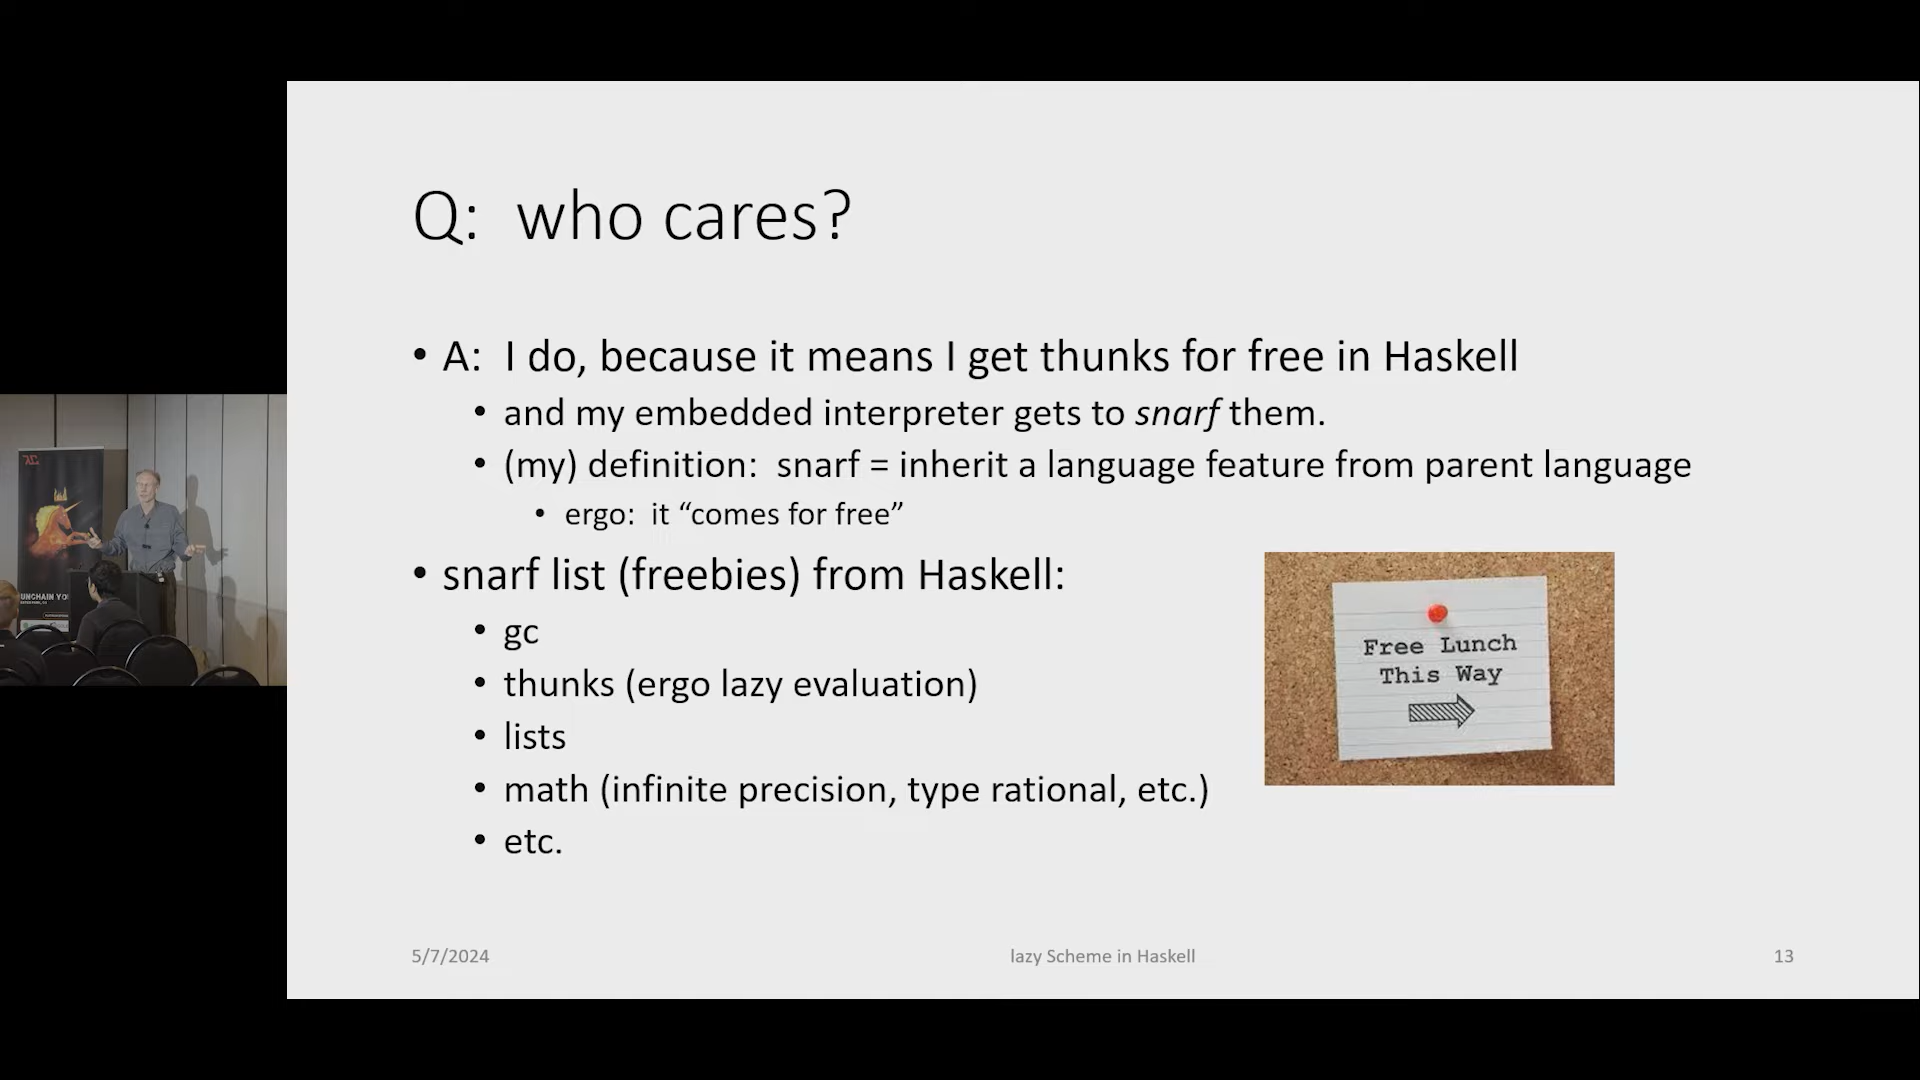 Q:  who cares?
• A:  I do, because it means I get thunks for free in Haskell
• and my embedded interpreter gets to snarf them.
• (my) definition:  snarf = inherit a language feature from parent language
• ergo:  it “comes for free”
• snarf list (freebies) from Haskell:
• gc
• thunks (ergo lazy evaluation)
• lists
• math (infinite precision, type rational, etc.)
• etc.
Free Lunch
This Way
5/7/2024
lazy Scheme in Haskell
13
UNCHAIN YO